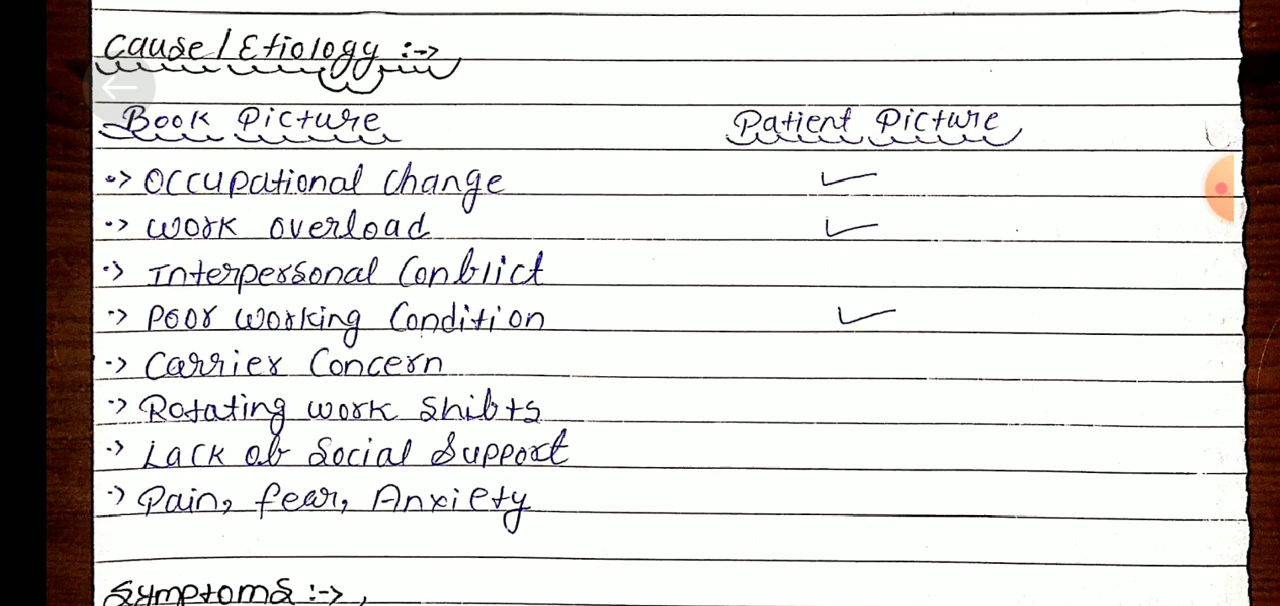 Cause/Etiology :->
Book Picture Patient Picture
-> Occupational change ✓
-> Work overload ✓
-> Interpersonal Conflict
-> Poor working Condition ✓
-> Carrier Concern
-> Rotating work shifts
-> Lack of Social Support
-> Pain, fear, Anxiety
Symptoms :->